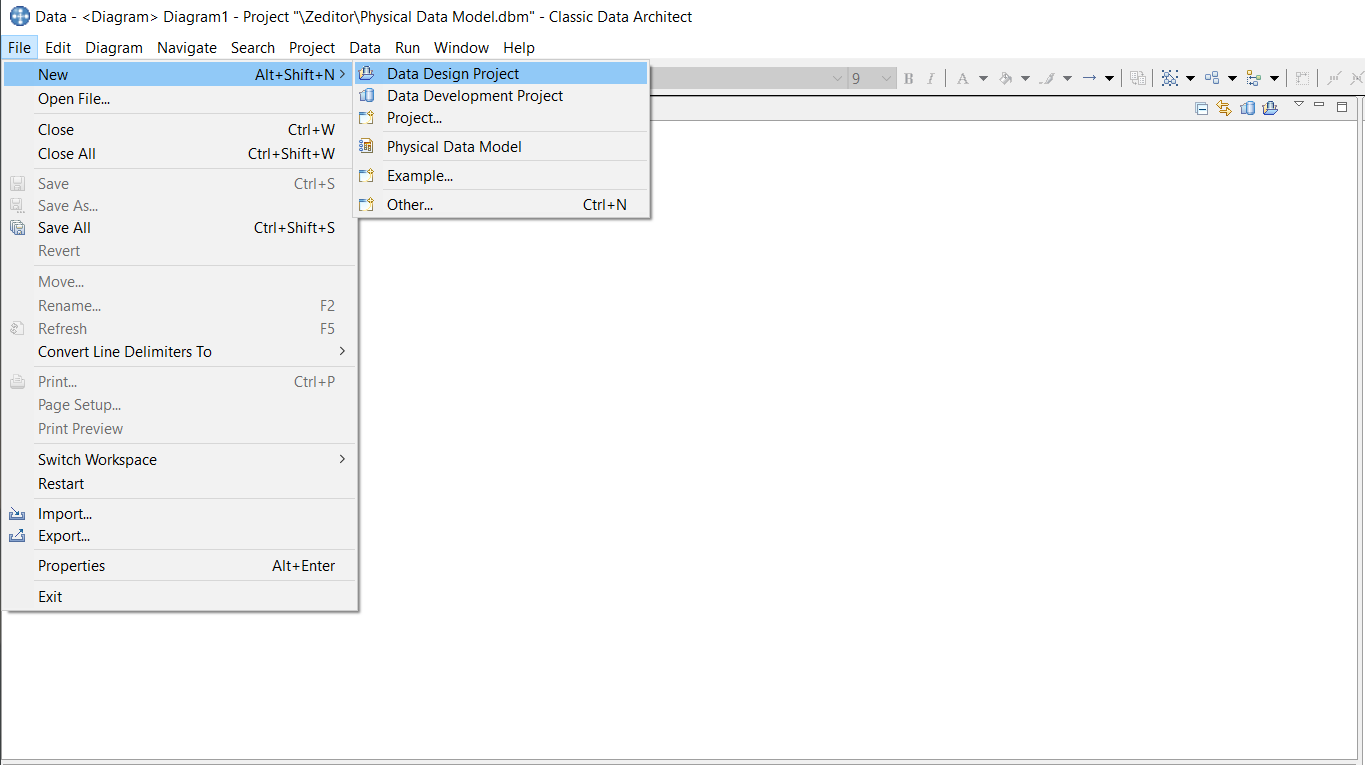 Data - <Diagram> Diagram1 - Project "\Zeditor\Physical Data Model.dbm" - Classic Data Architect
File Edit Diagram Navigate Search Project Data Run Window Help
New Alt+Shift+N
Open File...
Close Ctrl+W
Close All Ctrl+Shift+W
Save Ctrl+S
Save As...
Save All Ctrl+Shift+S
Revert
Move...
Rename... F2
Refresh F5
Convert Line Delimiters To
Print... Ctrl+P
Page Setup...
Print Preview
Switch Workspace
Restart
Import...
Export...
Properties Alt+Enter
Exit
Data Design Project
Data Development Project
Project...
Physical Data Model
Example...
Other... Ctrl+N
9 B I A